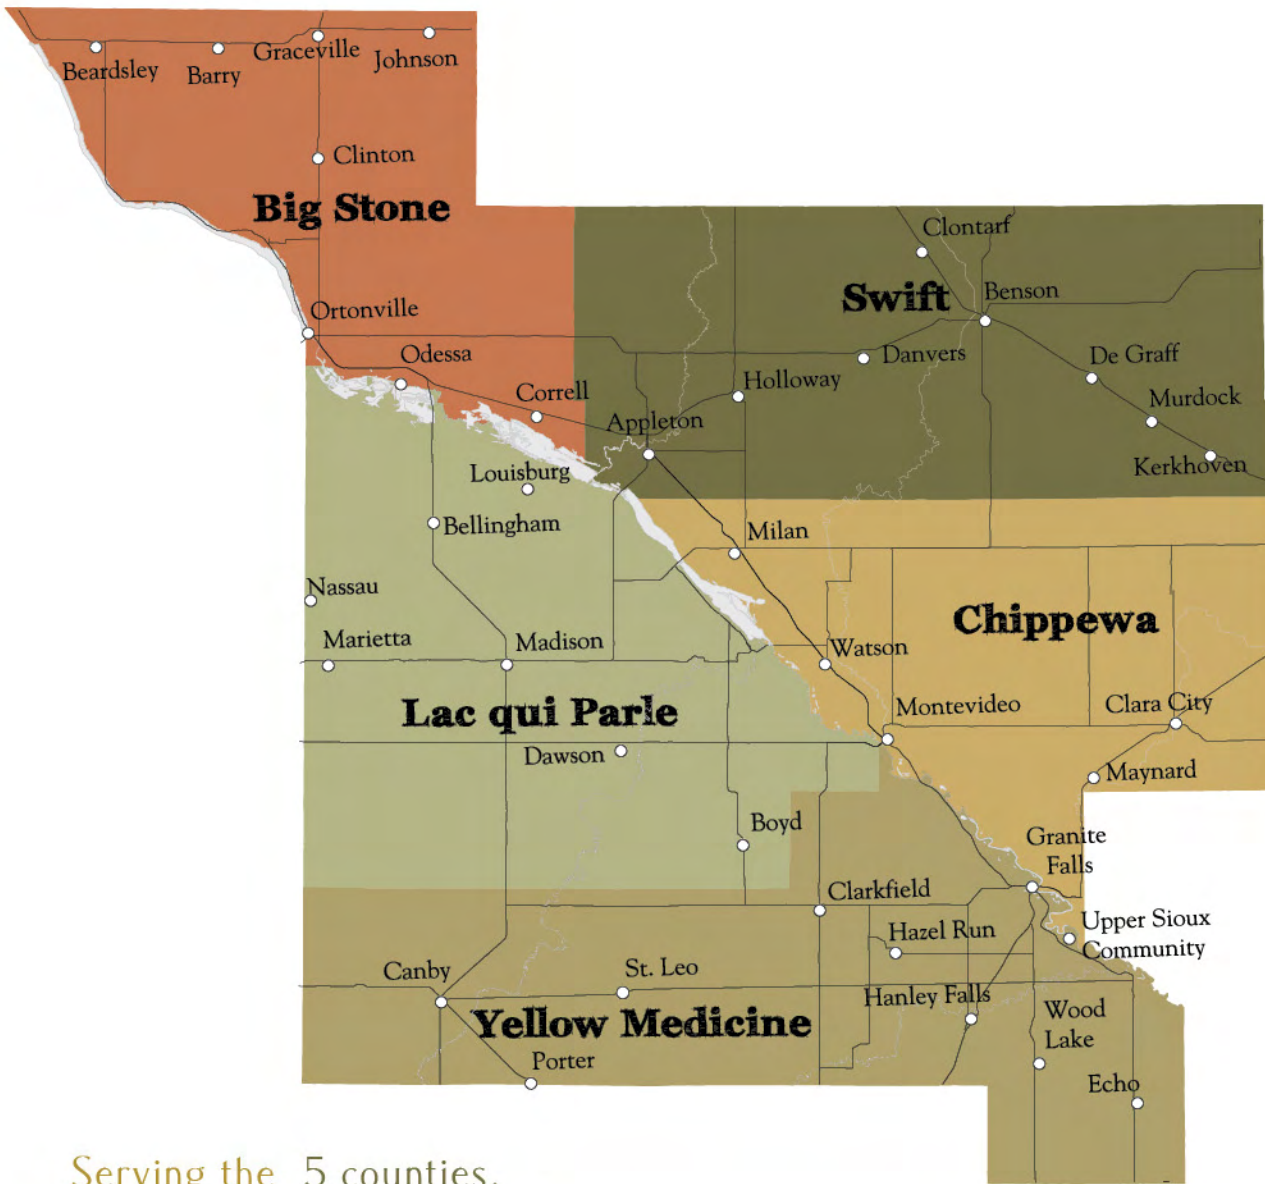 Graceville
Johnson
Beardsley
Barry
Clinton
Big Stone
Clontarf
Swift
Benson
Ortonville
Odessa
Danvers
De Graff
Correll
Holloway
Murdock
Appleton
Kerkhoven
Louisburg
Bellingham
Milan
Nassau
Chippewa
Marietta
Madison
Watson
Lac qui Parle
Montevideo
Clara City
Dawson
Maynard
Boyd
Granite
Falls
Clarkfield
Upper Sioux
Community
Hazel Run
Canby
St. Leo
Hanley Falls
Wood
Lake
Yellow Medicine
Porter
Echo
Serving the 5 counties,